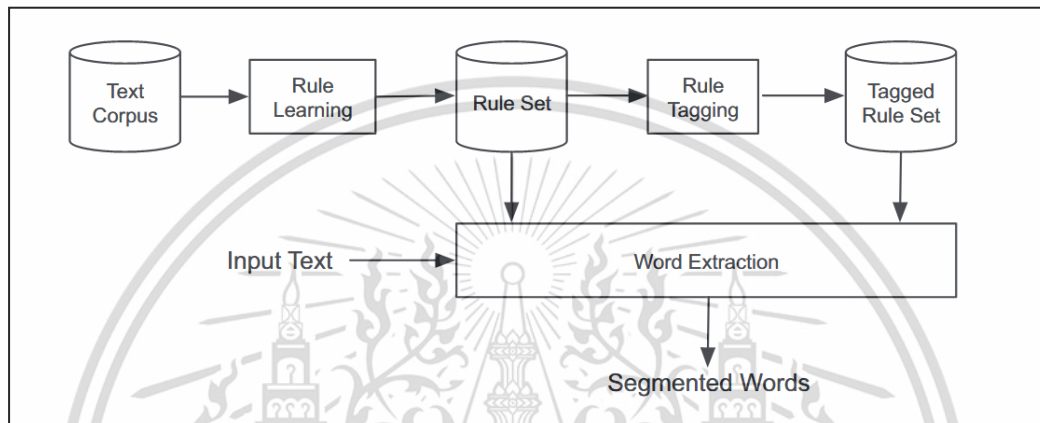 Text
Corpus
Rule
Learning
Rule Set
Rule
Tagging
Tagged
Rule Set
Input Text
Word Extraction
Segmented Words